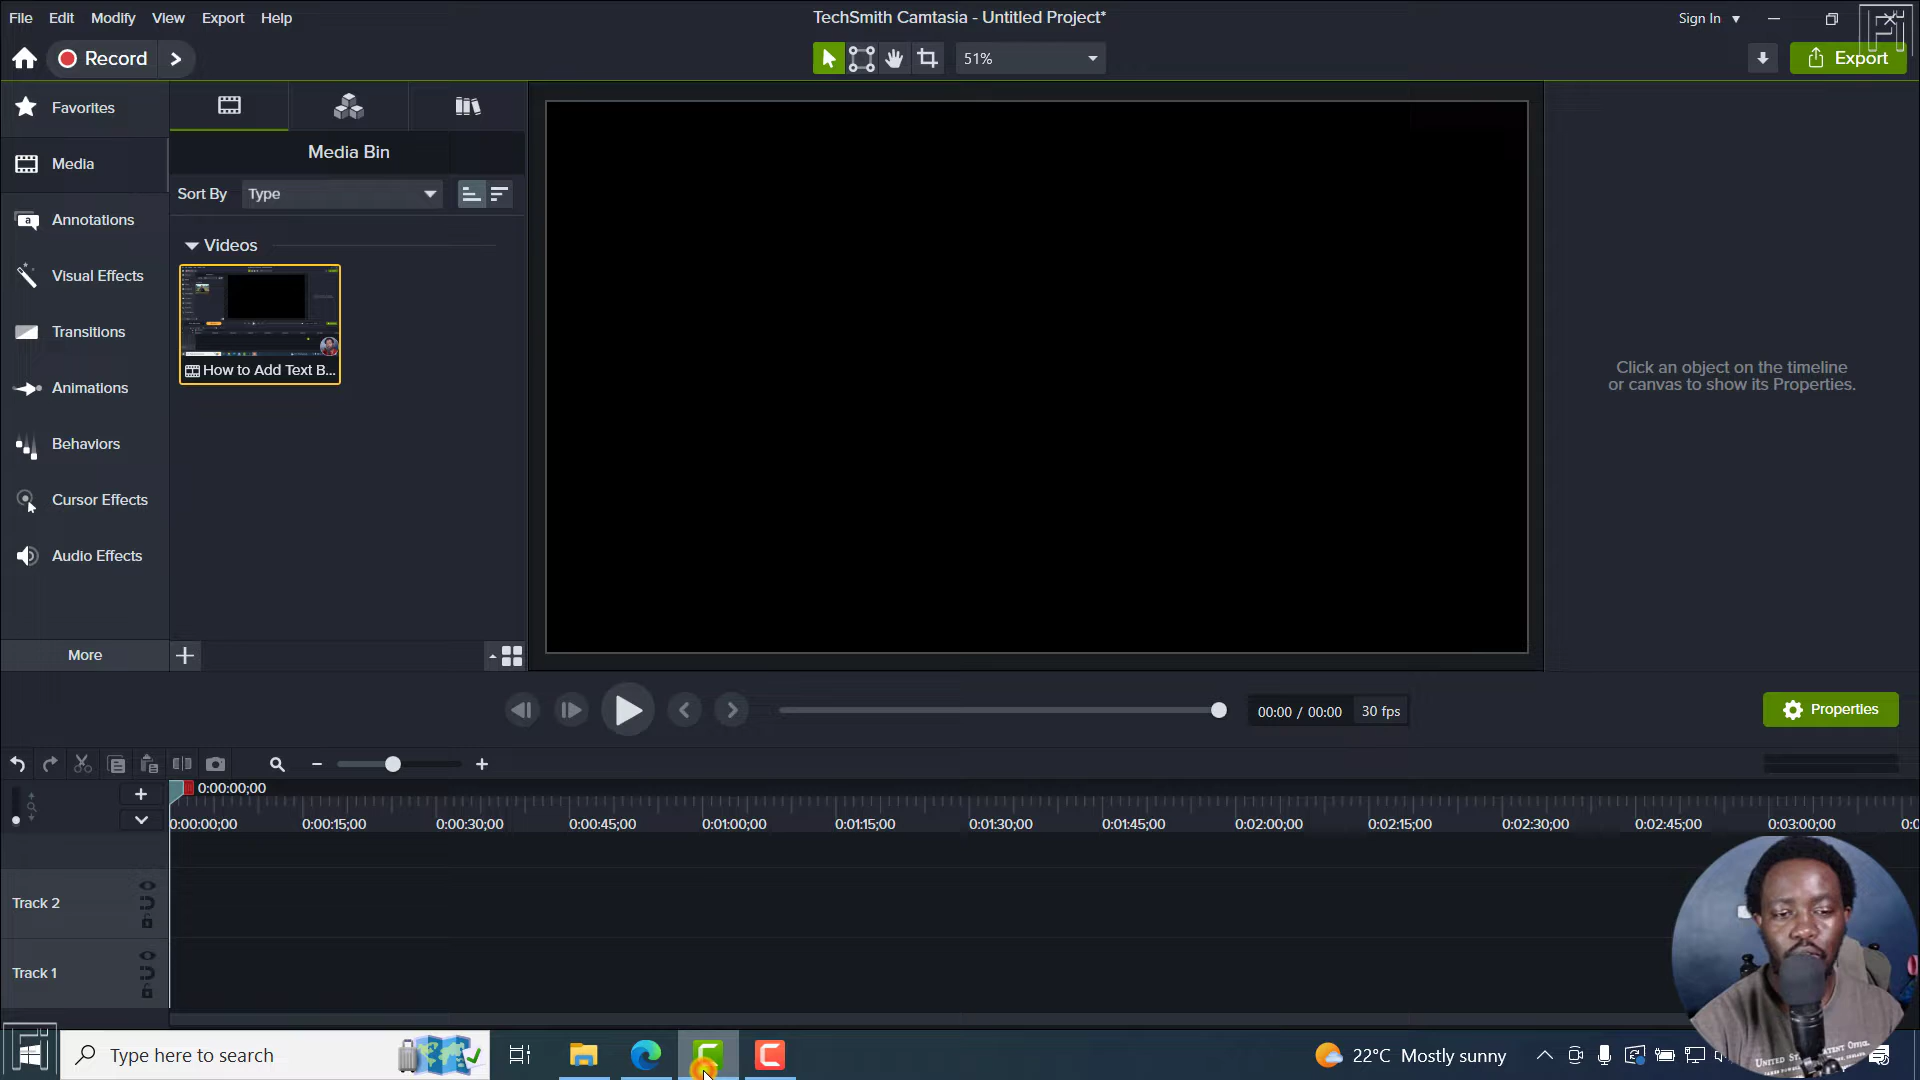 File Edit Modify View Export Help
TechSmith Camtasia - Untitled Project*
Sign In
Record
51%
Export
Favorites
Media
Annotations
Visual Effects
Transitions
Animations
Behaviors
Cursor Effects
Audio Effects
More
Media Bin
Sort By Type
Videos
How to Add Text B...
Click an object on the timeline
or canvas to show its Properties.
00:00 / 00:00 30 fps
Properties
0:00:00;00
0:00:00;00 0:00:15;00 0:00:30;00 0:00:45;00 0:01:00;00 0:01:15;00 0:01:30;00 0:01:45;00 0:02:00;00 0:02:15;00 0:02:30;00 0:02:45;00 0:03:00;00
Track 2
Track 1
Type here to search
22°C Mostly sunny